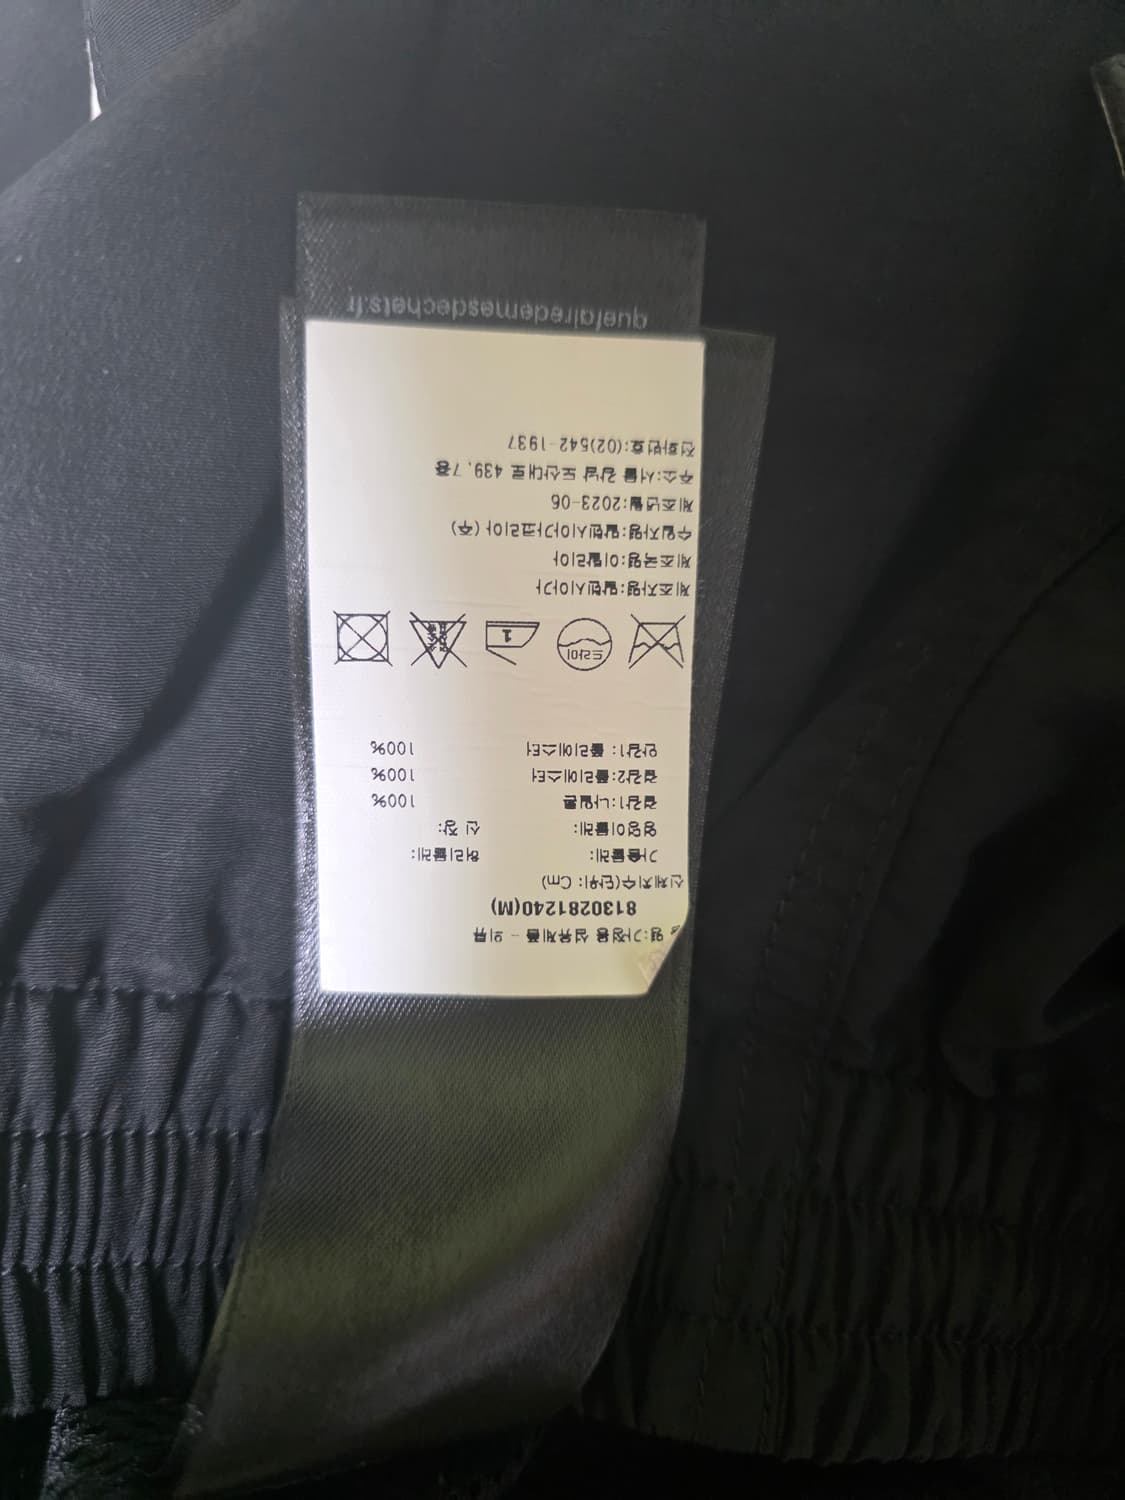 명:가정용 섬유제품 - 의류
8130281240(M)
신체치수(단위: Cm)
가슴둘레: 허리둘레:
엉덩이둘레: 신 장:
겉감1:나일론 100%
겉감2:폴리에스터 100%
안감1: 폴리에스터 100%
드라이
1
제조자명:발렌시아가
제조국명:이탈리아
수입자명:발렌시아가코리아(주)
제조년월:2023-06
주소:서울 강남 도산대로 439, 7층
전화번호:(02)542-1937
quefairedemesdechets.fr